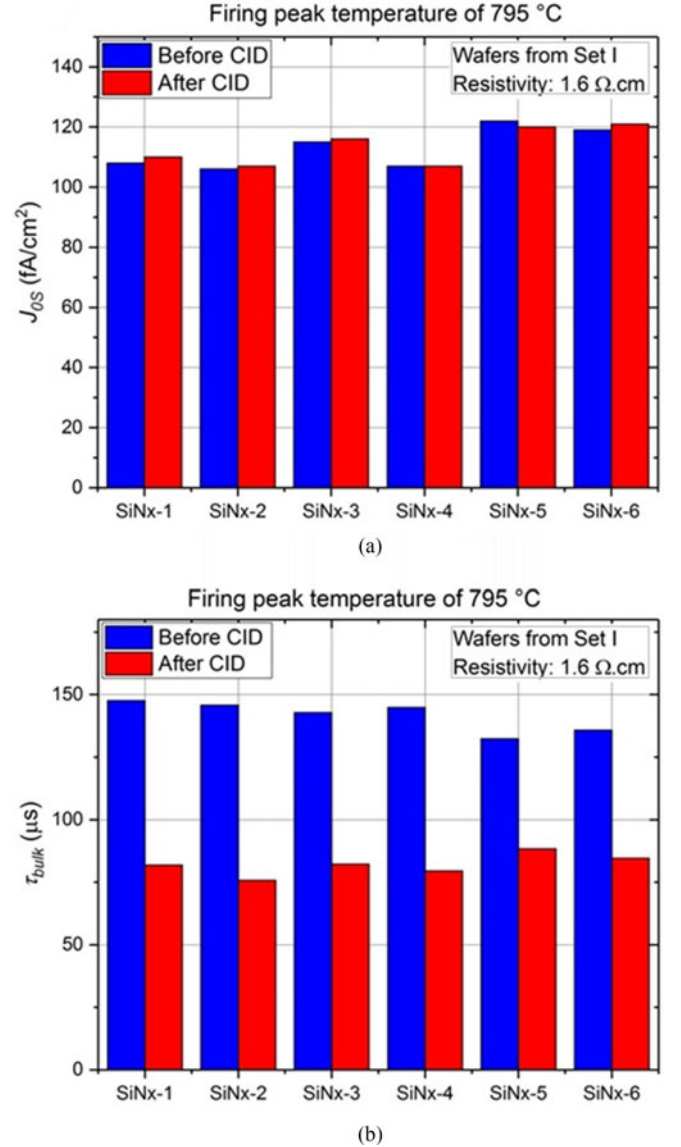 Firing peak temperature of 795 °C
Before CID
After CID
Wafers from Set I
Resistivity: 1.6 Ω.cm
140
120
100
80
60
40
20
0
J0S (fA/cm²)
SiNx-1 SiNx-2 SiNx-3 SiNx-4 SiNx-5 SiNx-6
(a)
Firing peak temperature of 795 °C
Before CID
After CID
Wafers from Set I
Resistivity: 1.6 Ω.cm
150
100
50
0
τbulk (μs)
SiNx-1 SiNx-2 SiNx-3 SiNx-4 SiNx-5 SiNx-6
(b)